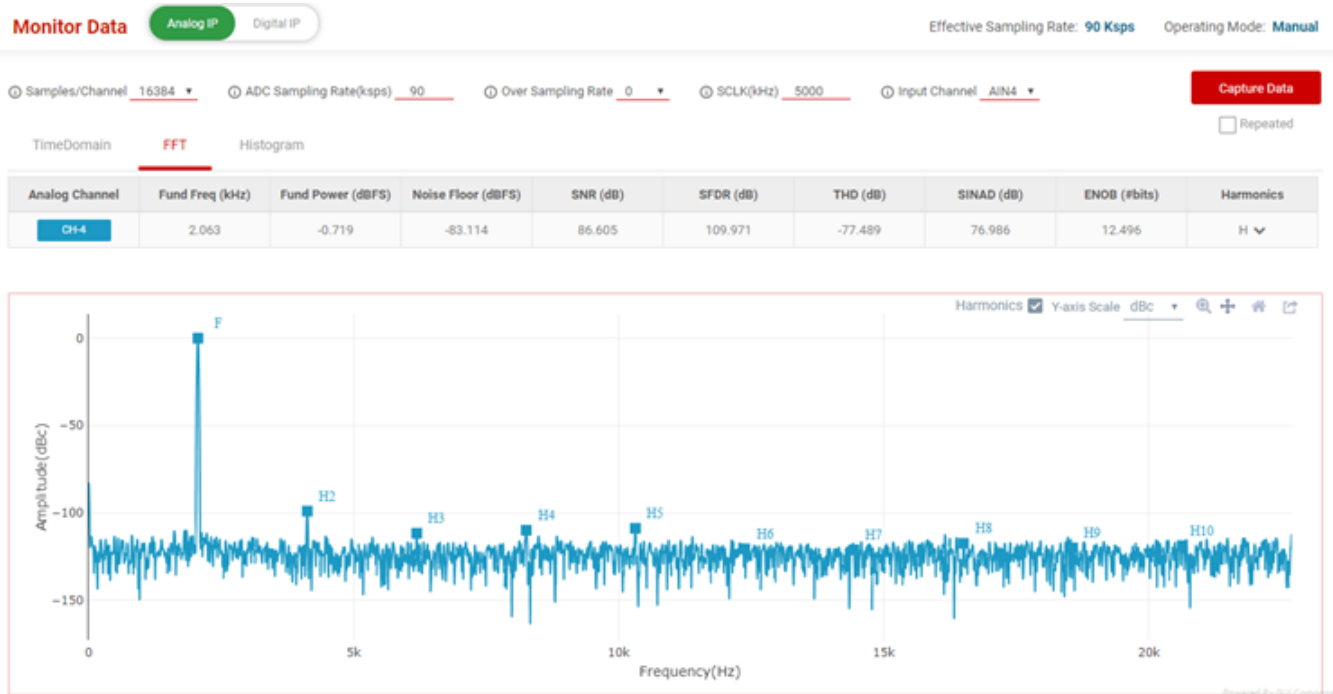 Monitor Data Analog IP Digital IP Effective Sampling Rate: 90 Ksps Operating Mode: Manual
Samples/Channel 16384 ADC Sampling Rate(ksps) 90 Over Sampling Rate 0 SCLK(kHz) 5000 Input Channel AIN4 Capture Data
Repeated
TimeDomain FFT Histogram
Analog Channel Fund Freq (kHz) Fund Power (dBFS) Noise Floor (dBFS) SNR (dB) SFDR (dB) THD (dB) SINAD (dB) ENOB (#bits) Harmonics
CH-4 2.063 -0.719 -83.114 86.605 109.971 -77.489 76.986 12.496 H
Harmonics Y-axis Scale dBc
F
0
−50
H2
H3
H4
H5
H6
H7
H8
H9
H10
−100
−150
Amplitude(dBc)
0 5k 10k 15k 20k
Frequency(Hz)